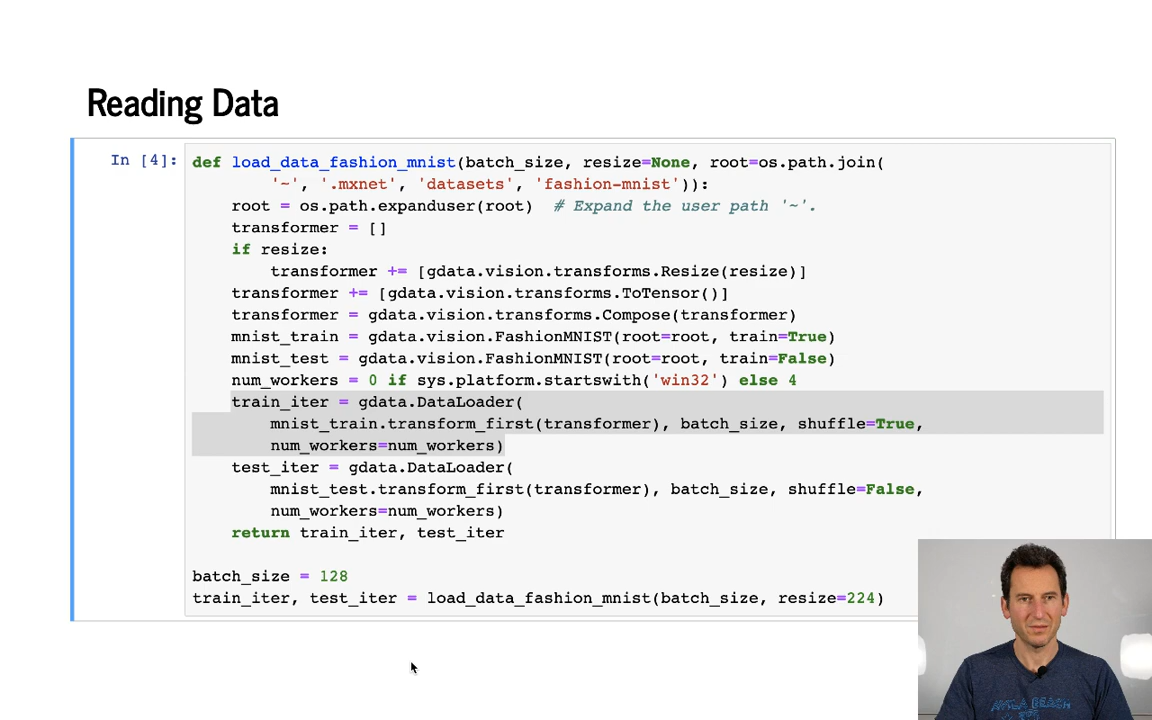 Reading Data
In [4]: def load_data_fashion_mnist(batch_size, resize=None, root=os.path.join(
'~', '.mxnet', 'datasets', 'fashion-mnist')):
root = os.path.expanduser(root)  # Expand the user path '~'.
transformer = []
if resize:
transformer += [gdata.vision.transforms.Resize(resize)]
transformer += [gdata.vision.transforms.ToTensor()]
transformer = gdata.vision.transforms.Compose(transformer)
mnist_train = gdata.vision.FashionMNIST(root=root, train=True)
mnist_test = gdata.vision.FashionMNIST(root=root, train=False)
num_workers = 0 if sys.platform.startswith('win32') else 4
train_iter = gdata.DataLoader(
mnist_train.transform_first(transformer), batch_size, shuffle=True,
num_workers=num_workers)
test_iter = gdata.DataLoader(
mnist_test.transform_first(transformer), batch_size, shuffle=False,
num_workers=num_workers)
return train_iter, test_iter
batch_size = 128
train_iter, test_iter = load_data_fashion_mnist(batch_size, resize=224)